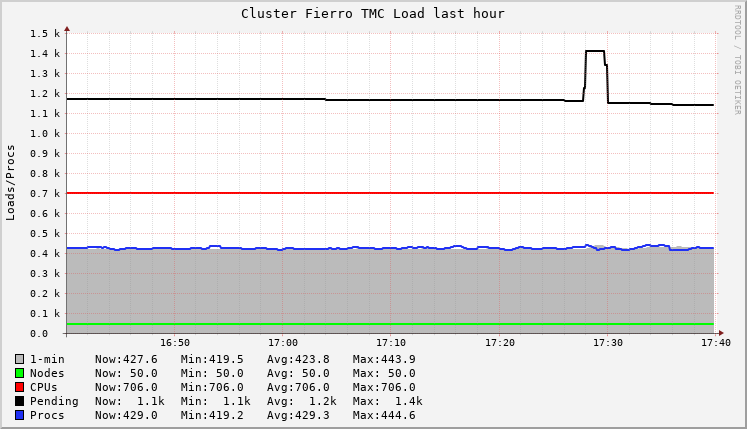 Cluster Fierro TMC Load last hour
RRDTOOL / TOBI OETIKER
Loads/Procs
1.5 k
1.4 k
1.3 k
1.2 k
1.1 k
1.0 k
0.9 k
0.8 k
0.7 k
0.6 k
0.5 k
0.4 k
0.3 k
0.2 k
0.1 k
0.0
16:50 17:00 17:10 17:20 17:30 17:40
1-min Now:427.6 Min:419.5 Avg:423.8 Max:443.9
Nodes Now: 50.0 Min: 50.0 Avg: 50.0 Max: 50.0
CPUs Now:706.0 Min:706.0 Avg:706.0 Max:706.0
Pending Now: 1.1k Min: 1.1k Avg: 1.2k Max: 1.4k
Procs Now:429.0 Min:419.2 Avg:429.3 Max:444.6